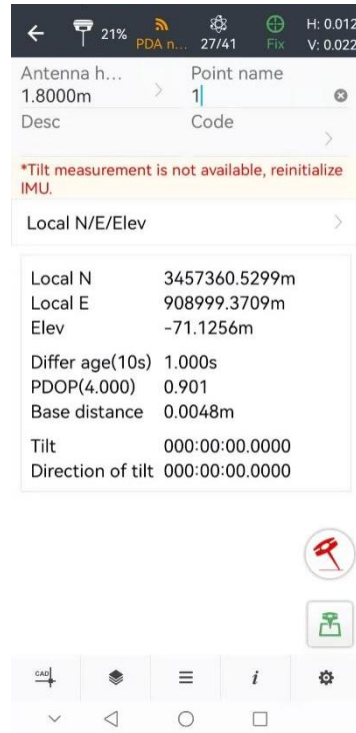 21% PDA n... 27/41 Fix H: 0.012
V: 0.022
Antenna h... Point name
1.8000m 1
Desc Code
*Tilt measurement is not available, reinitialize
IMU.
Local N/E/Elev
Local N 3457360.5299m
Local E 908999.3709m
Elev -71.1256m
Differ age(10s) 1.000s
PDOP(4.000) 0.901
Base distance 0.0048m
Tilt 000:00:00.0000
Direction of tilt 000:00:00.0000
CAD
i